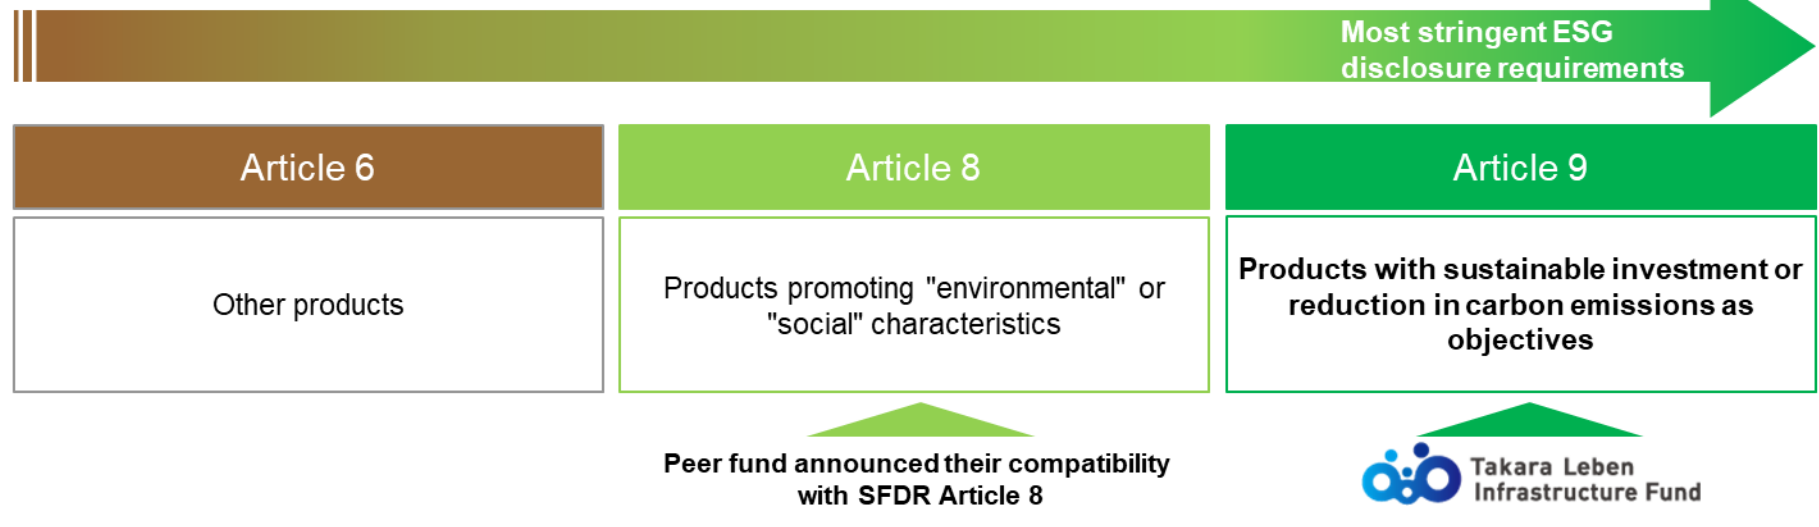 Most stringent ESG
disclosure requirements
Article 6
Article 8
Article 9
Other products
Products promoting "environmental" or
"social" characteristics
Products with sustainable investment or
reduction in carbon emissions as
objectives
Peer fund announced their compatibility
with SFDR Article 8
Takara Leben
Infrastructure Fund